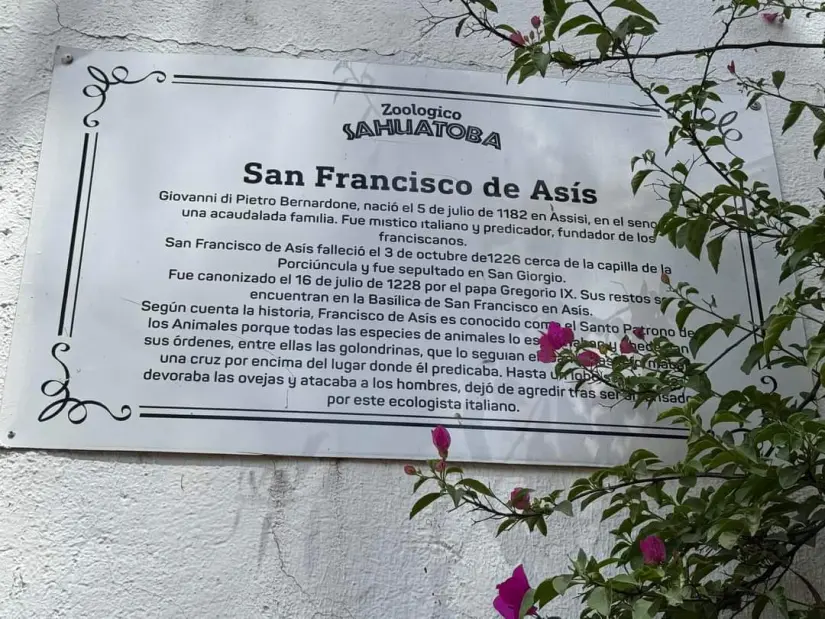 Zoologico
SAHUATOBA
San Francisco de Asís
Giovanni di Pietro Bernardone, nació el 5 de julio de 1182 en Assisi, en el seno
una acaudalada familia. Fue mistico italiano y predicador, fundador de los
franciscanos.
San Francisco de Asís falleció el 3 de octubre de1226 cerca de la capilla de la
Porciúncula y fue sepultado en San Giorgio.
Fue canonizado el 16 de julio de 1228 por el papa Gregorio IX. Sus restos se
encuentran en la Basílica de San Francisco en Asís.
Según cuenta la historia, Francisco de Asis es conocido como el Santo Patrono de
los Animales porque todas las especies de animales lo
sus órdenes, entre ellas las golondrinas, que lo seguian
una cruz por encima del lugar donde él predicaba. Hasta un lobo
devoraba las ovejas y atacaba a los hombres, dejó de agredir tras ser
por este ecologista italiano.